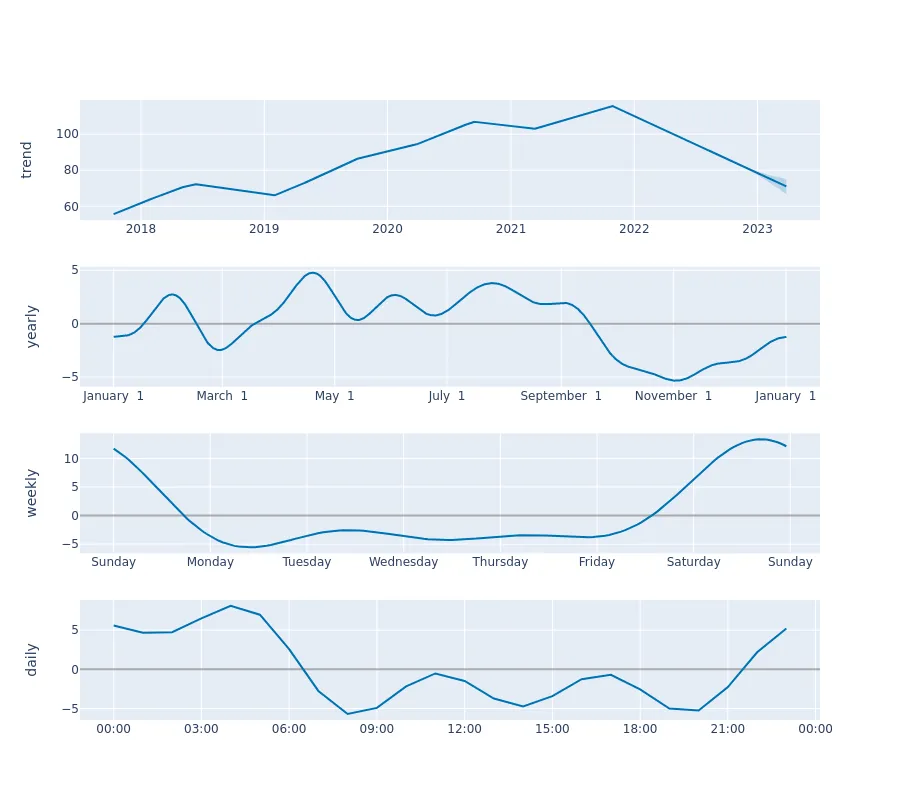 trend
100
80
60
2018 2019 2020 2021 2022 2023
yearly
5
0
−5
January 1 March 1 May 1 July 1 September 1 November 1 January 1
weekly
10
5
0
−5
Sunday Monday Tuesday Wednesday Thursday Friday Saturday Sunday
daily
5
0
−5
00:00 03:00 06:00 09:00 12:00 15:00 18:00 21:00 00:00